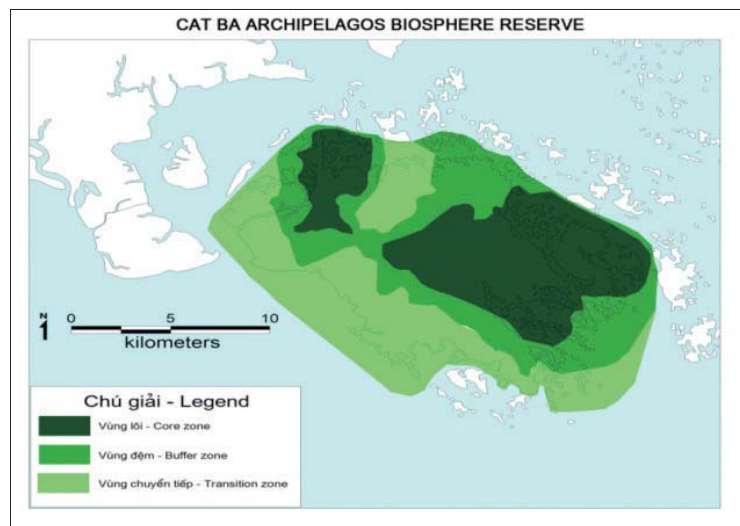 CAT BA ARCHIPELAGOS BIOSPHERE RESERVE
N
0 5 10
kilometers
Chú giải - Legend
Vùng lõi - Core zone
Vùng đệm - Buffer zone
Vùng chuyển tiếp - Transition zone